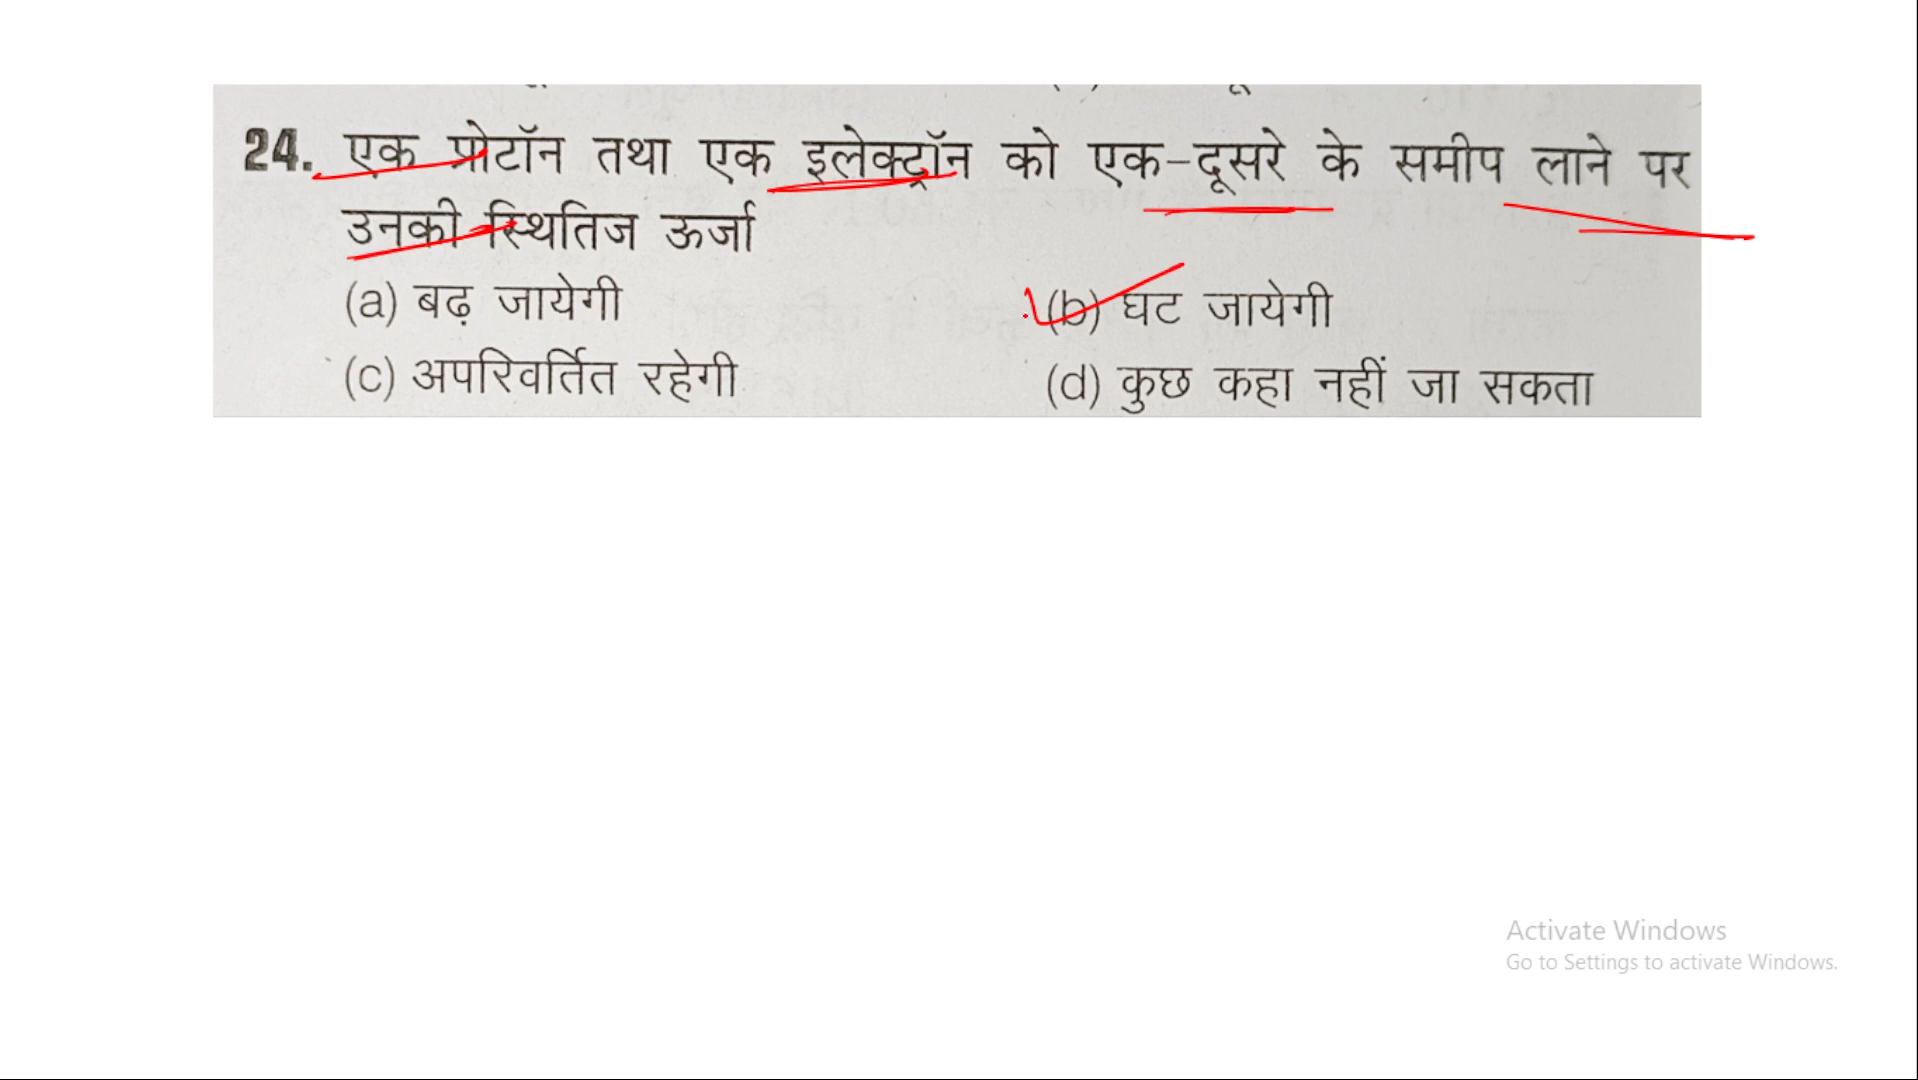 24. एक प्रोटॉन तथा एक इलेक्ट्रॉन को एक-दूसरे के समीप लाने पर
उनकी स्थितिज ऊर्जा
(a) बढ़ जायेगी (b) घट जायेगी
(c) अपरिवर्तित रहेगी (d) कुछ कहा नहीं जा सकता
Activate Windows
Go to Settings to activate Windows.